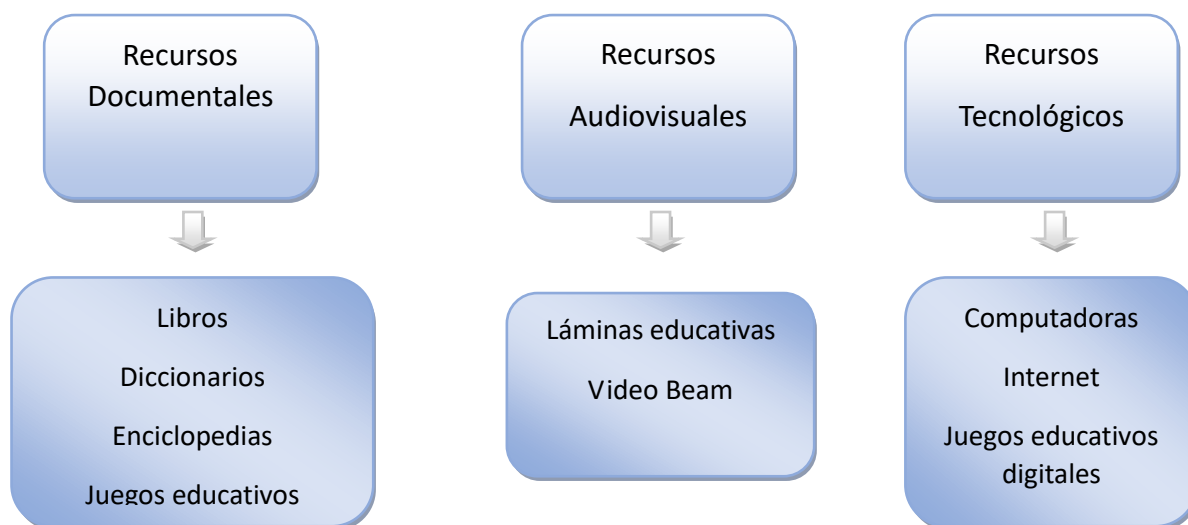 Recursos
Documentales
Recursos
Audiovisuales
Recursos
Tecnológicos
Libros
Diccionarios
Enciclopedias
Juegos educativos
Láminas educativas
Video Beam
Computadoras
Internet
Juegos educativos
digitales